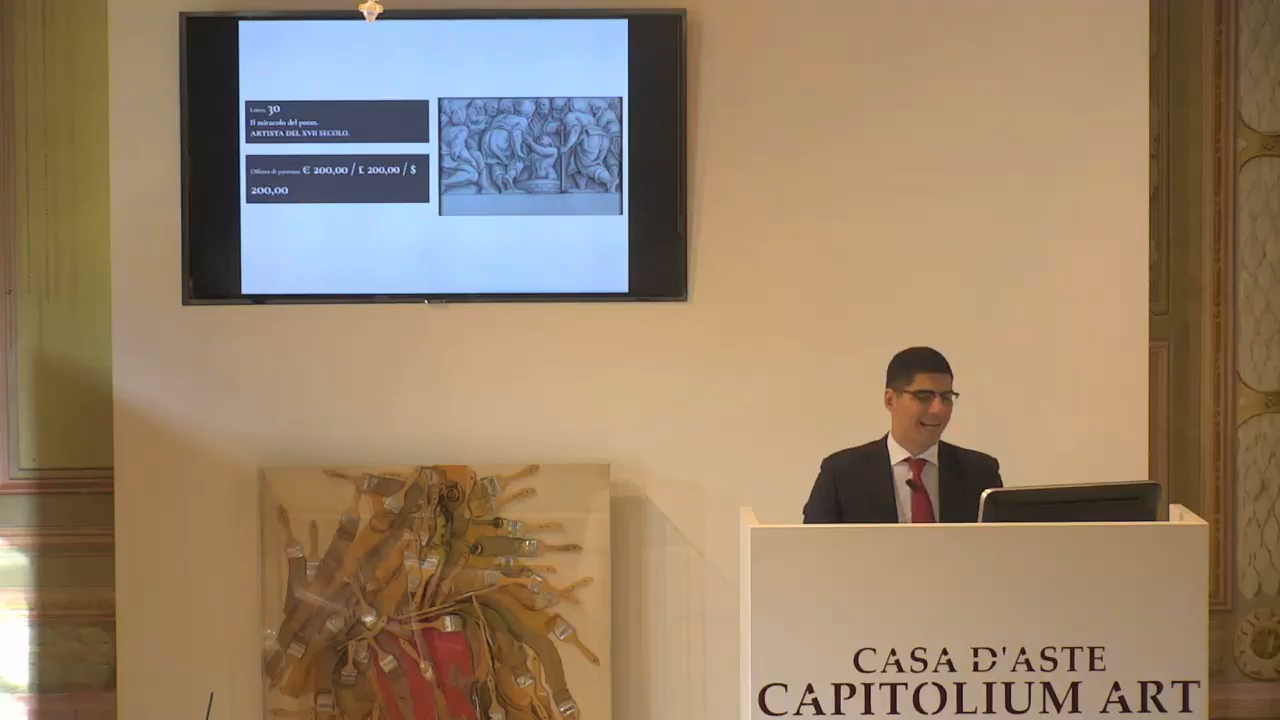 Lotto: 30
Il miracolo del pozzo.
ARTISTA DEL XVII SECOLO.
Offerta di partenza: € 200,00 / £ 200,00 / $
200,00
CASA D'ASTE
CAPITOLIUM ART